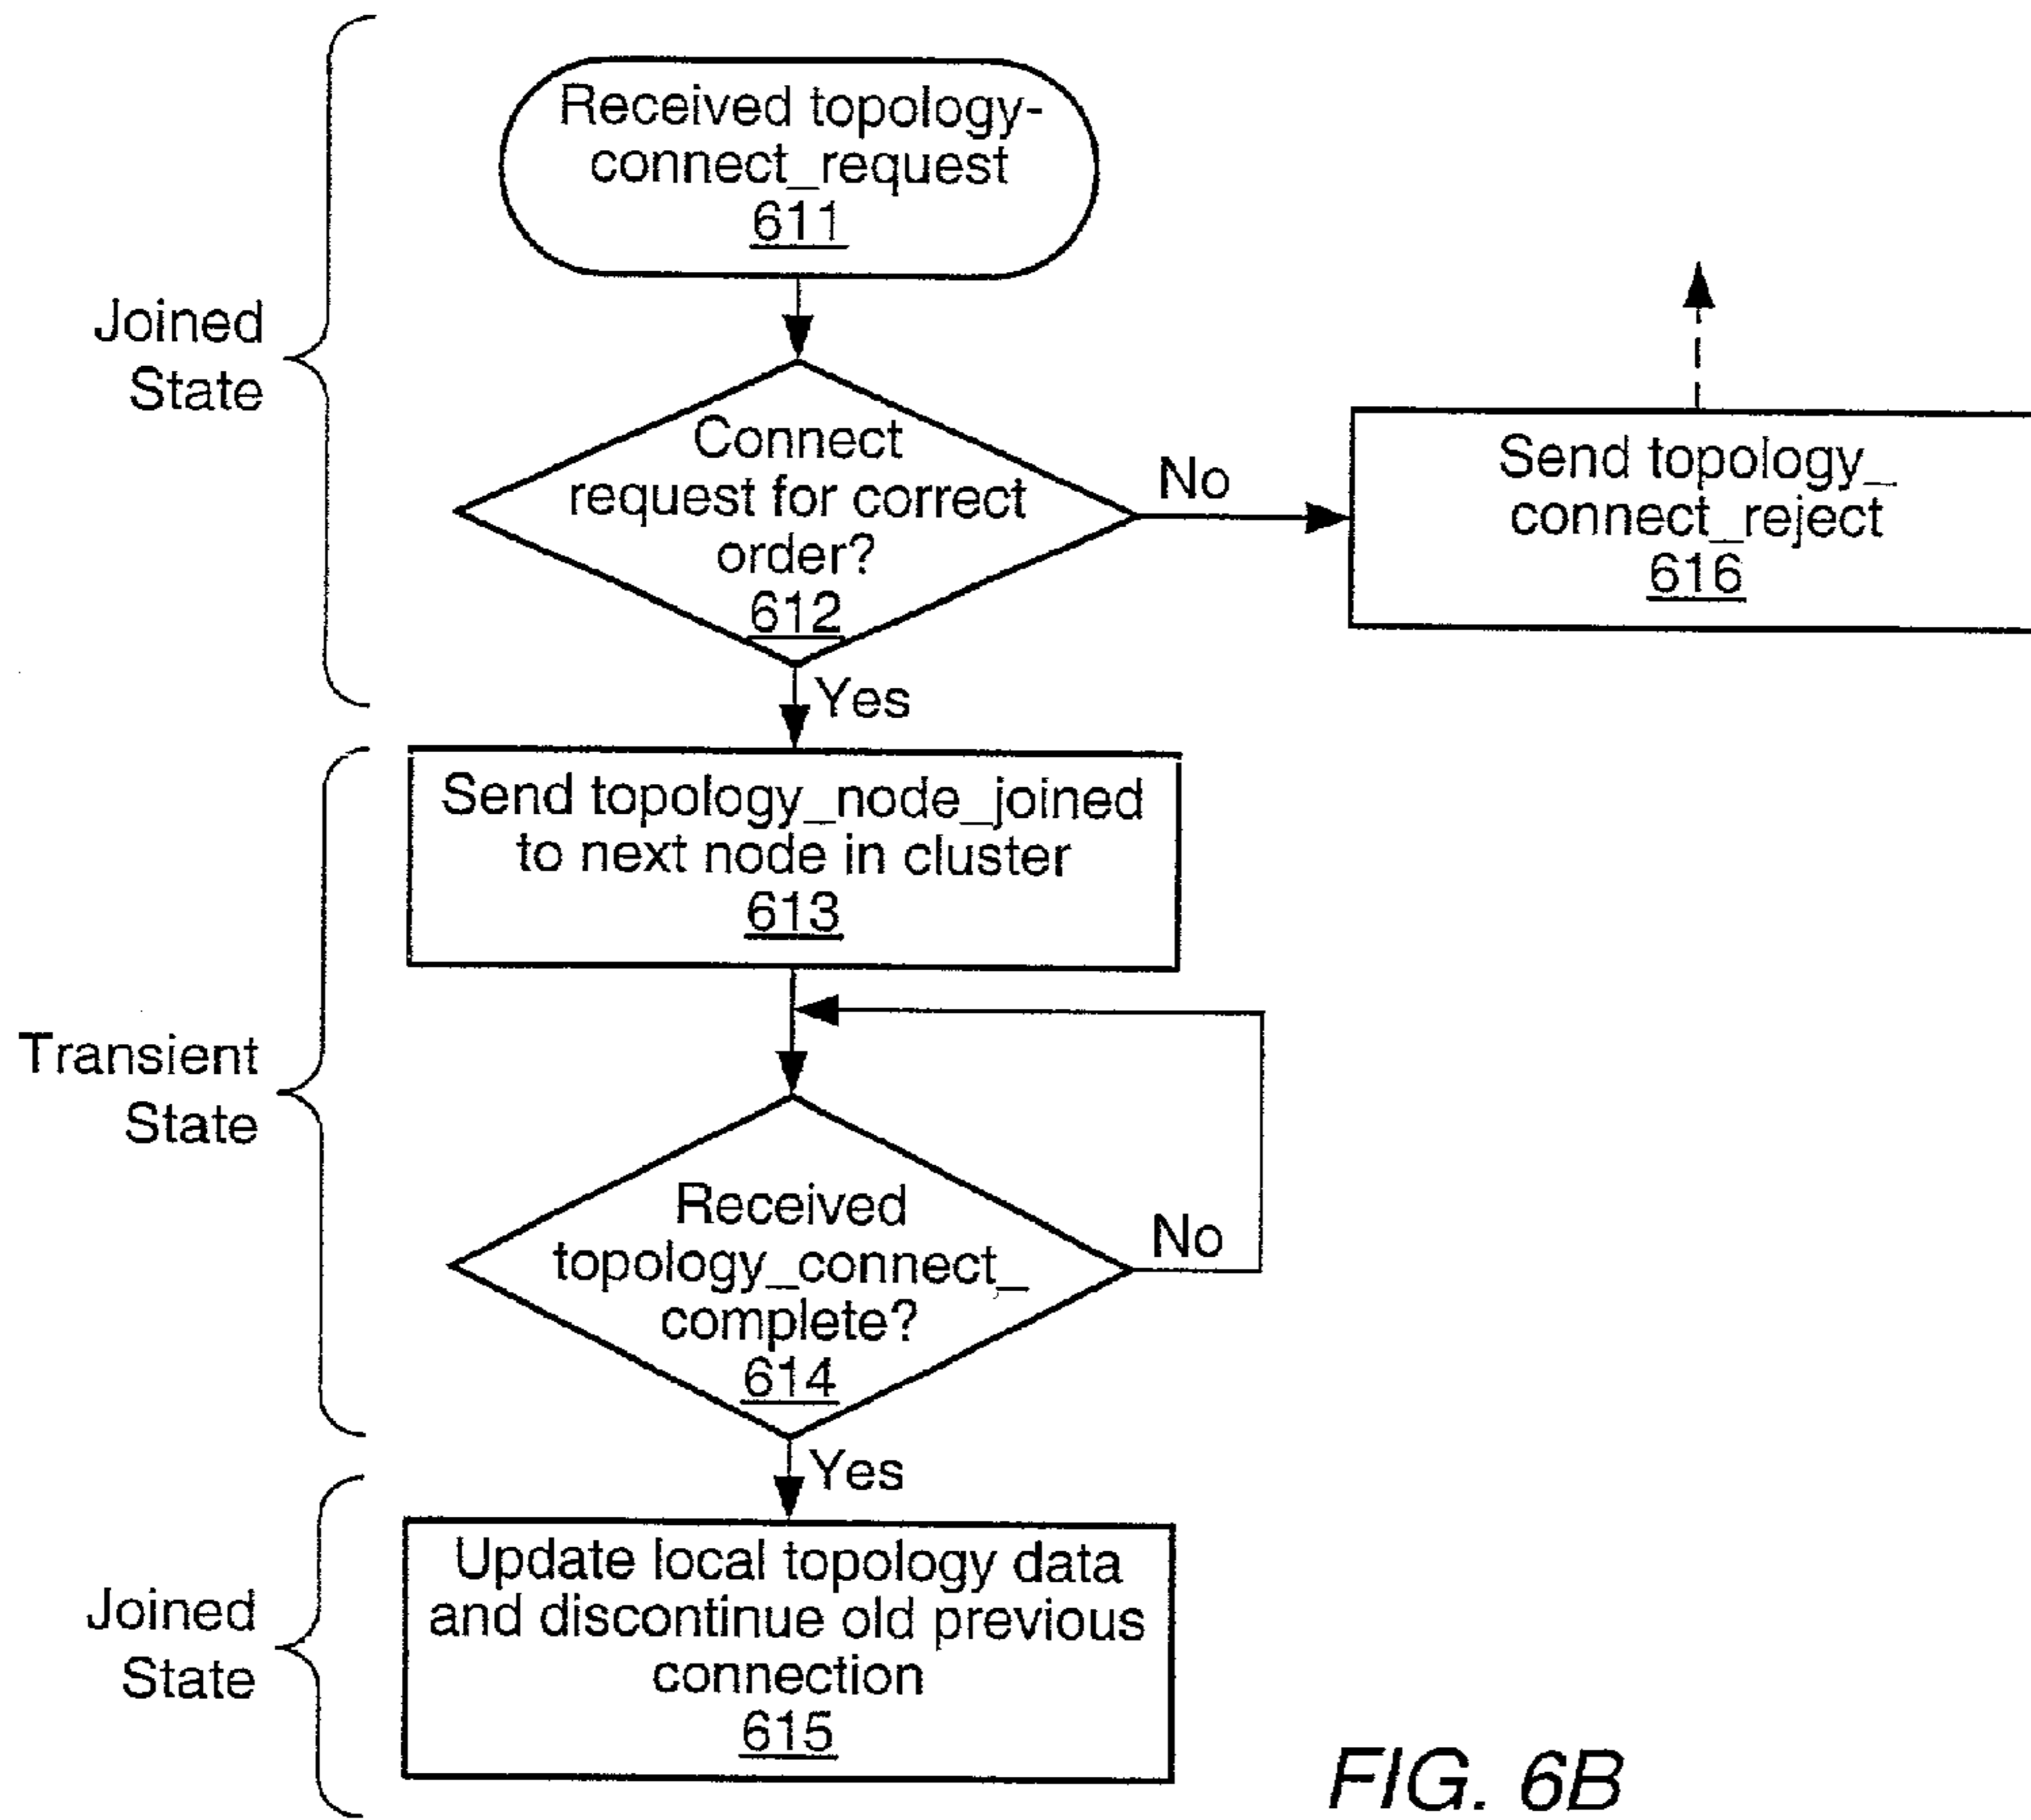 Received topology-
connect_request
611
Joined
State
Connect
request for correct
order?
612
No
Send topology_
connect_reject
616
Yes
Send topology_node_joined
to next node in cluster
613
Transient
State
Received
topology_connect_
complete?
614
No
Yes
Joined
State
Update local topology data
and discontinue old previous
connection
615
FIG. 6B